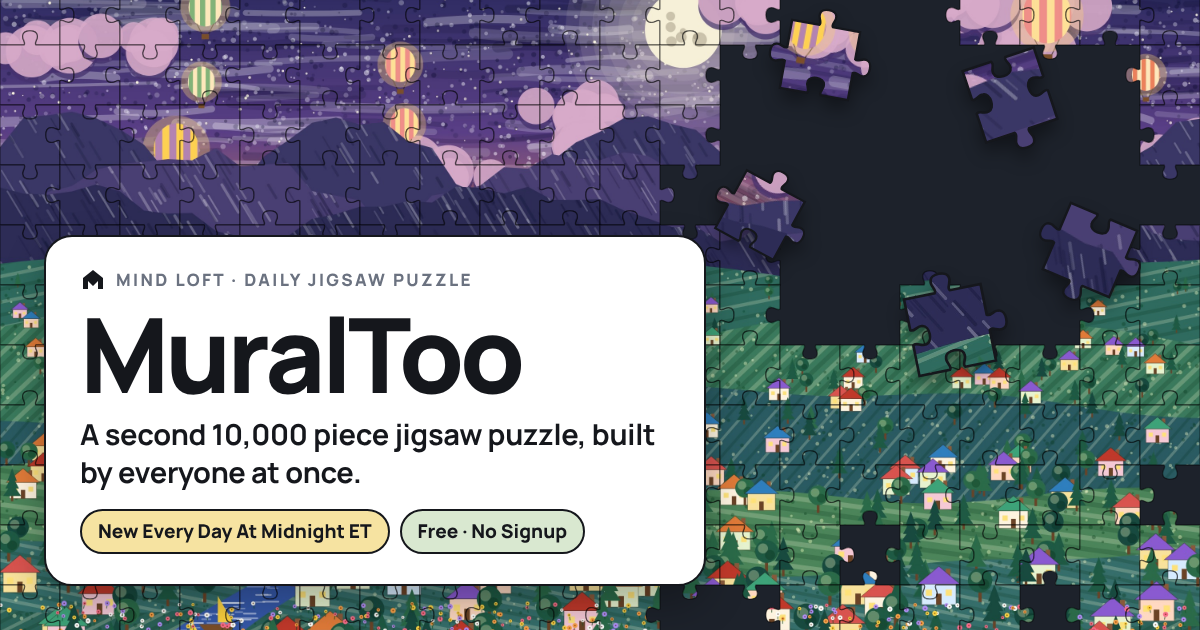 MIND LOFT · DAILY JIGSAW PUZZLE
MuralToo
A second 10,000 piece jigsaw puzzle, built
by everyone at once.
New Every Day At Midnight ET
Free · No Signup